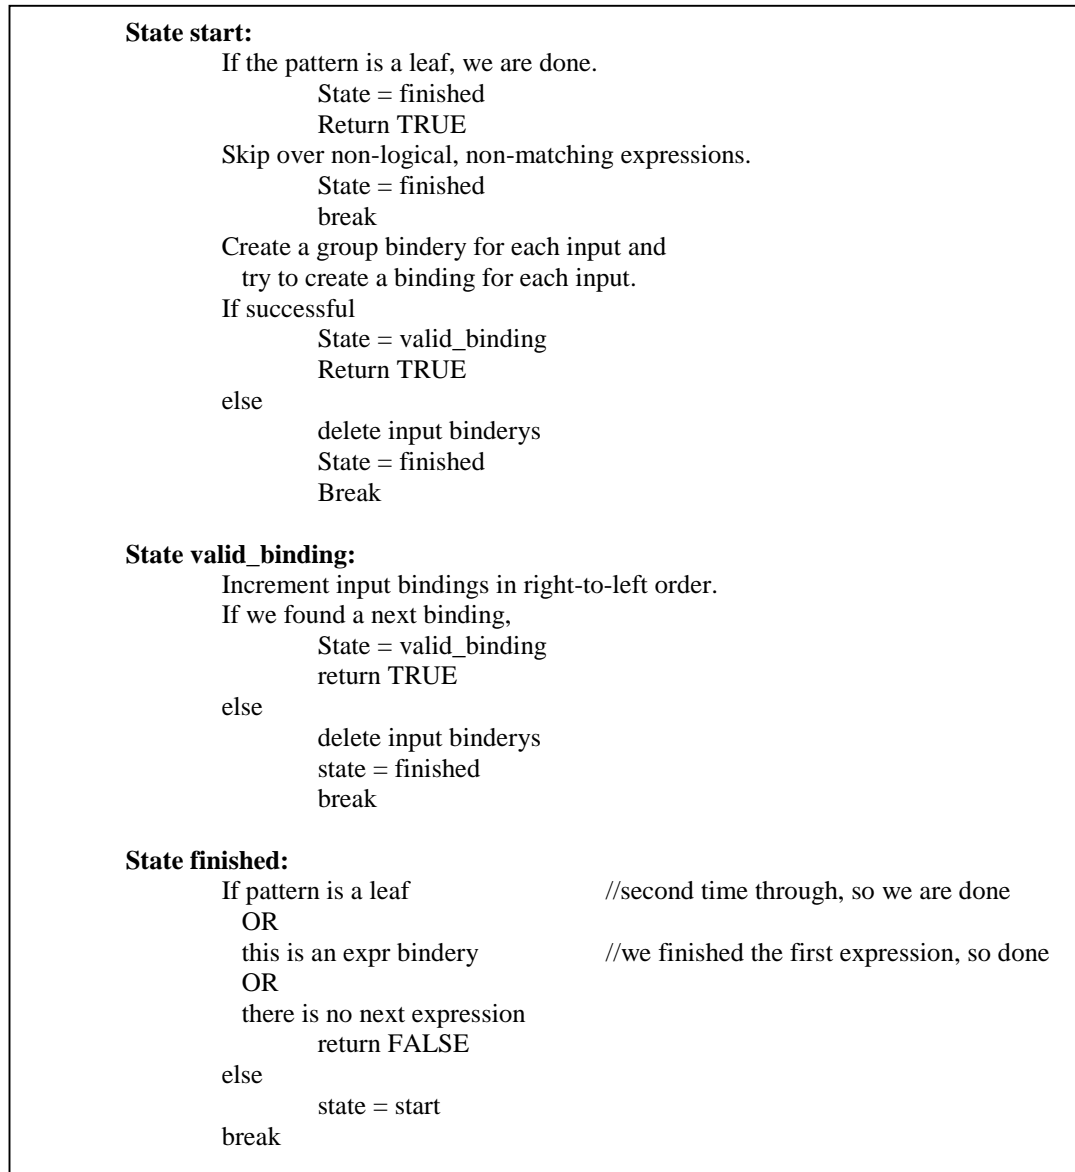 State start:
If the pattern is a leaf, we are done.
State = finished
Return TRUE
Skip over non-logical, non-matching expressions.
State = finished
break
Create a group bindery for each input and
try to create a binding for each input.
If successful
State = valid_binding
Return TRUE
else
delete input binderys
State = finished
Break
State valid_binding:
Increment input bindings in right-to-left order.
If we found a next binding,
State = valid_binding
return TRUE
else
delete input binderys
state = finished
break
State finished:
If pattern is a leaf //second time through, so we are done
OR
this is an expr bindery //we finished the first expression, so done
OR
there is no next expression
return FALSE
else
state = start
break